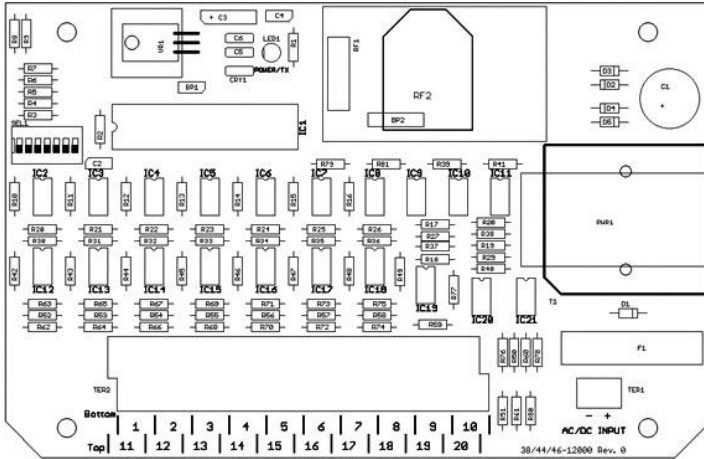 R8 R9 VR1 + C3 C4
C6 LED1 R1
C5
CRY1 POWER/TX
BP1
RF1 RF2 BP2
D3
D2
D4
D5
C1
+
R7
R6
R5
R4
R3
SEL1
R2 IC1
C2
R79 R81 R39 R41
IC2 IC3 IC4 IC5 IC6 IC7 IC8 IC9 IC10 IC11
R10 R11 R12 R13 R14 R15 R16
R17 R28
R27 R38
R37 R19
R18 R29
R40
PWR1
R20 R21 R22 R23 R24 R25 R26
R30 R31 R32 R33 R34 R35 R36
R42 R43 R44 R45 R46 R47 R48 R49
IC12 IC13 IC14 IC15 IC16 IC17 IC18 IC19 R77
IC20 IC21
T1
D1
R63 R65 R67 R69 R71 R73 R75
R52 R53 R54 R55 R56 R57 R58
R62 R64 R66 R68 R70 R72 R74
R59
R76 R50 R60 R78
F1
TER2
TER1
R51 R61 R80
- +
AC/DC INPUT
Bottom 1 2 3 4 5 6 7 8 9 10
Top 11 12 13 14 15 16 17 18 19 20
38/44/46-12000 Rev. 0